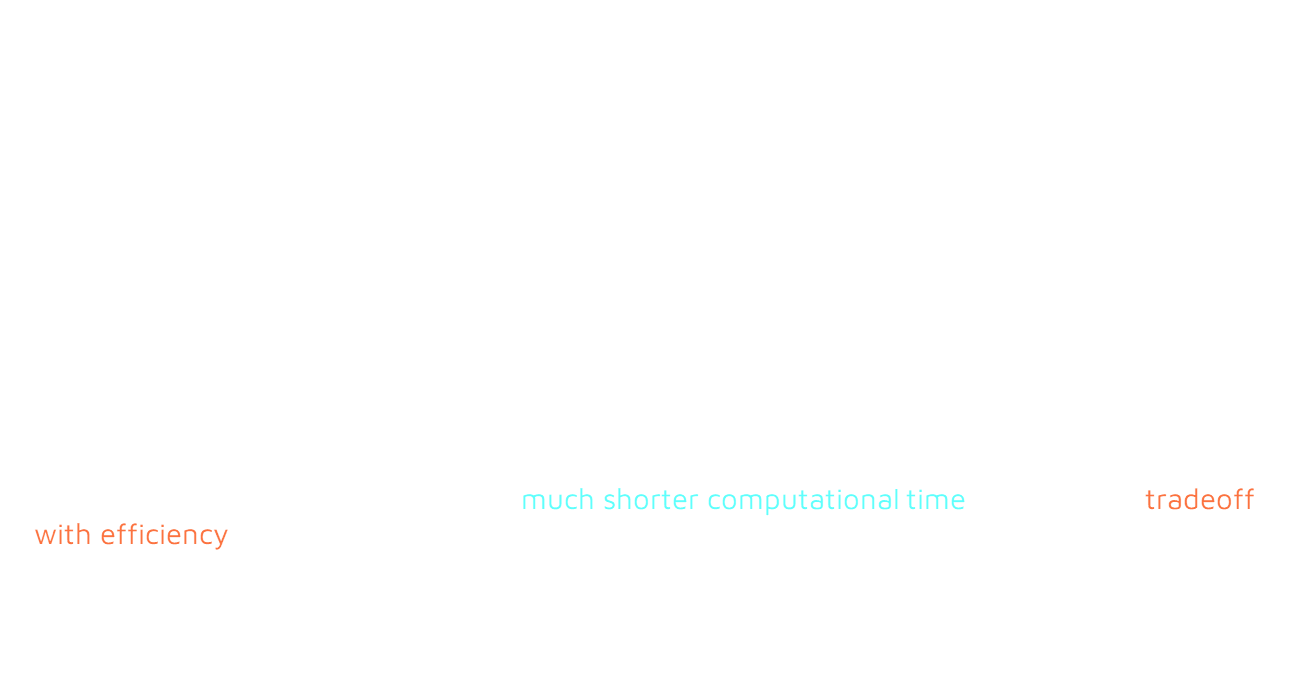 much shorter computational time tradeoff
with efficiency